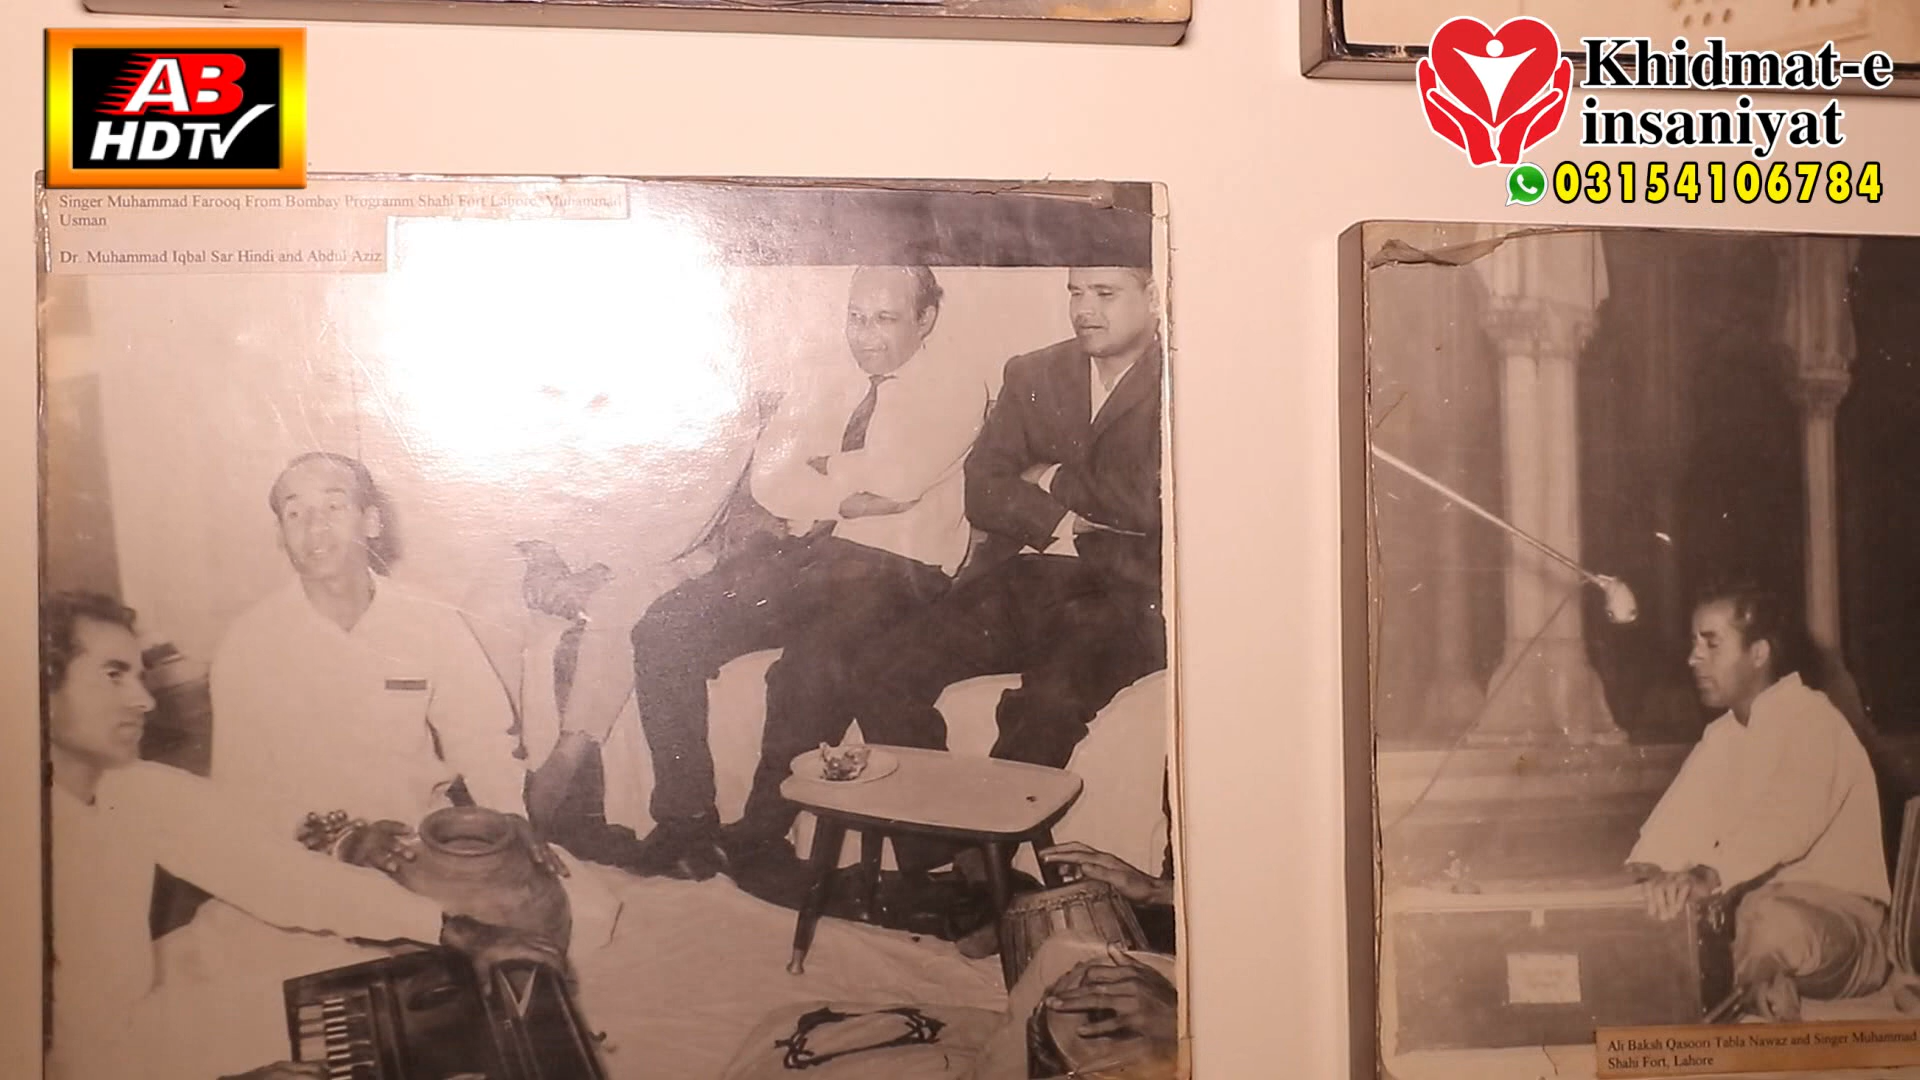 AB
HDTV
Khidmat-e
insaniyat
03154106784
Singer Muhammad Farooq From Bombay Programm Shahi Fort Lahore, Muhammad
Usman
Dr. Muhammad Iqbal Sar Hindi and Abdul Aziz
Ali Baksh Qasoori Tabla Nawaz and Singer Muhammad
Shahi Fort, Lahore